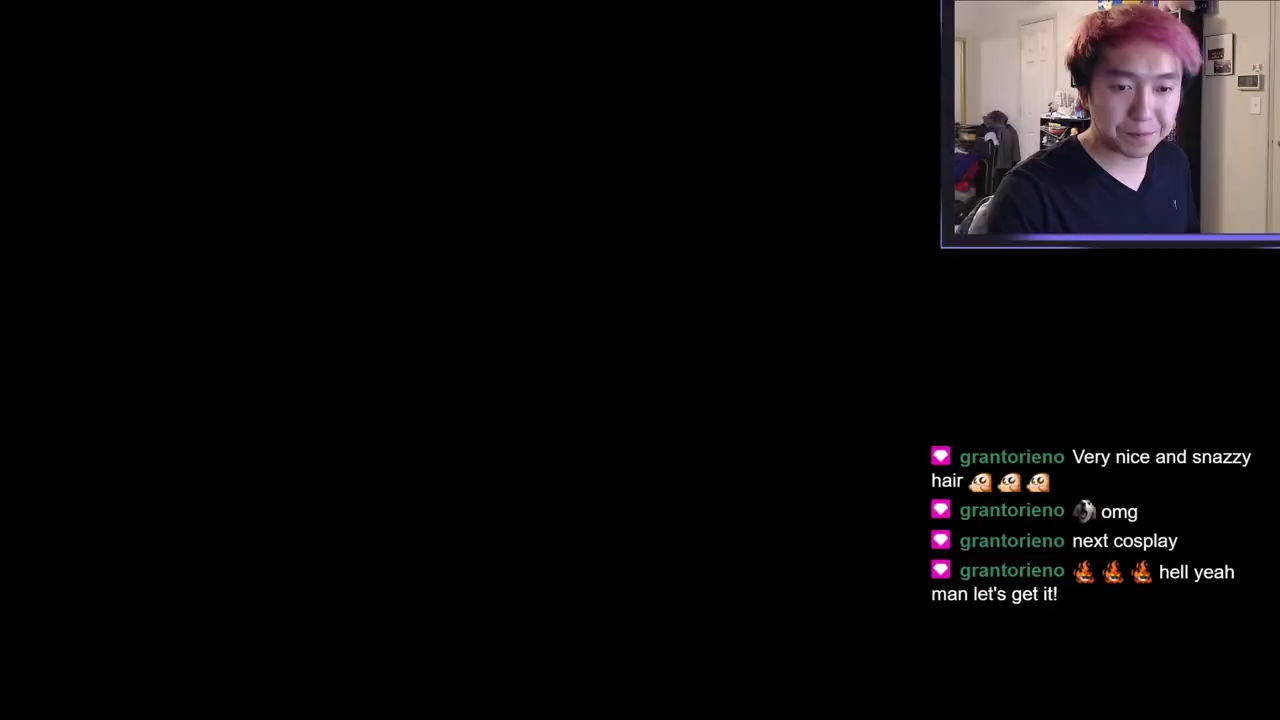 grantorieno Very nice and snazzy
hair
grantorieno omg
grantorieno next cosplay
grantorieno hell yeah
man let's get it!